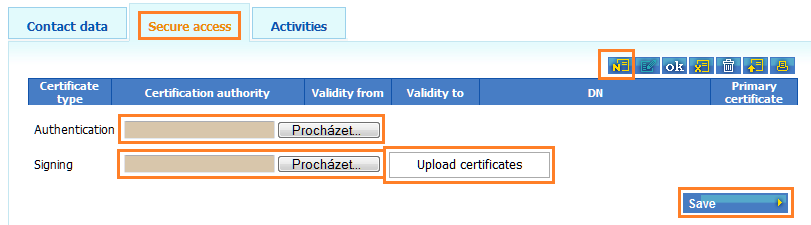 Contact data Secure access Activities
N ok x
Certificate type Certification authority Validity from Validity to DN Primary certificate
Authentication Procházet...
Signing Procházet... Upload certificates
Save